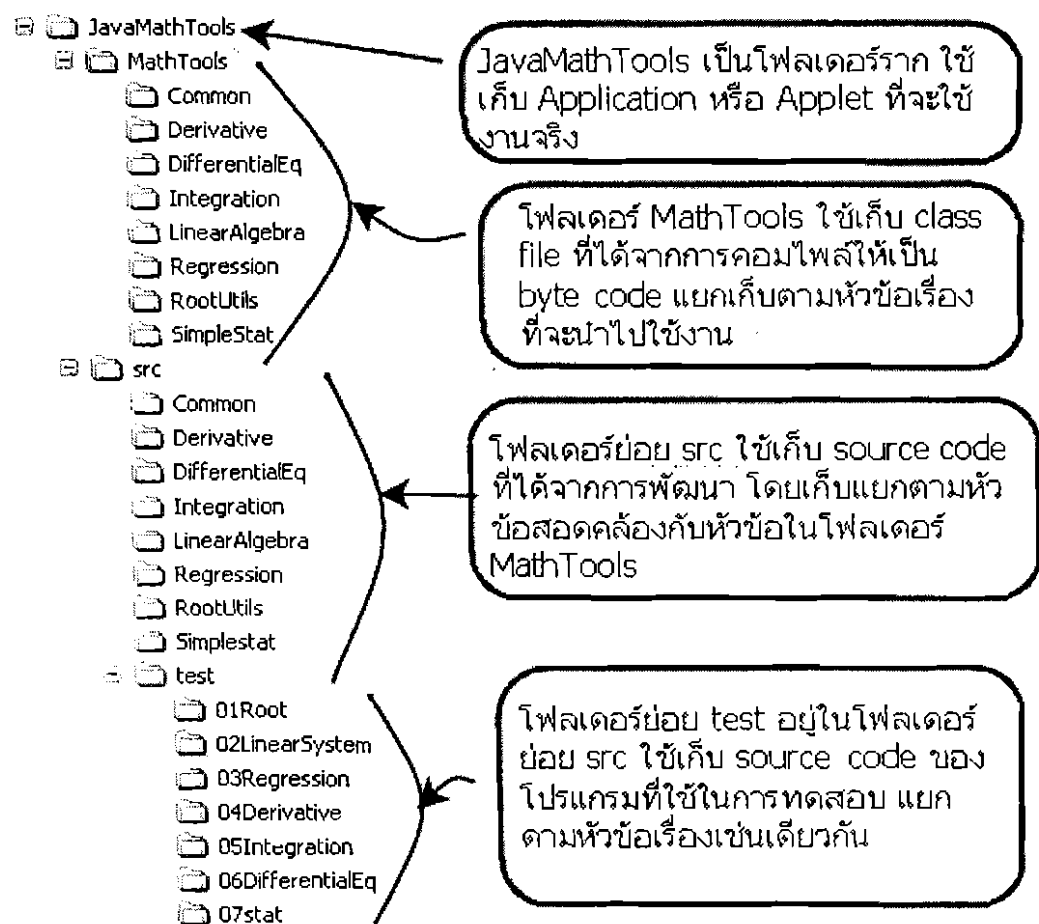 JavaMathTools
MathTools
Common
Derivative
DifferentialEq
Integration
LinearAlgebra
Regression
RootUtils
SimpleStat
src
Common
Derivative
DifferentialEq
Integration
LinearAlgebra
Regression
RootUtils
Simplestat
test
01Root
02LinearSystem
03Regression
04Derivative
05Integration
06DifferentialEq
07stat
JavaMathTools เป็นโฟลเดอร์ราก ใช้
เก็บ Application หรือ Applet ที่จะใช้
งานจริง
โฟลเดอร์ MathTools ใช้เก็บ class
file ที่ได้จากการคอมไพล์ให้เป็น
byte code แยกเก็บตามหัวข้อเรื่อง
ที่จะนำไปใช้งาน
โฟลเดอร์ย่อย src ใช้เก็บ source code
ที่ได้จากการพัฒนา โดยเก็บแยกตามหัว
ข้อสอดคล้องกับหัวข้อในโฟลเดอร์
MathTools
โฟลเดอร์ย่อย test อยู่ในโฟลเดอร์
ย่อย src ใช้เก็บ source code ของ
โปรแกรมที่ใช้ในการทดสอบ แยก
ตามหัวข้อเรื่องเช่นเดียวกัน